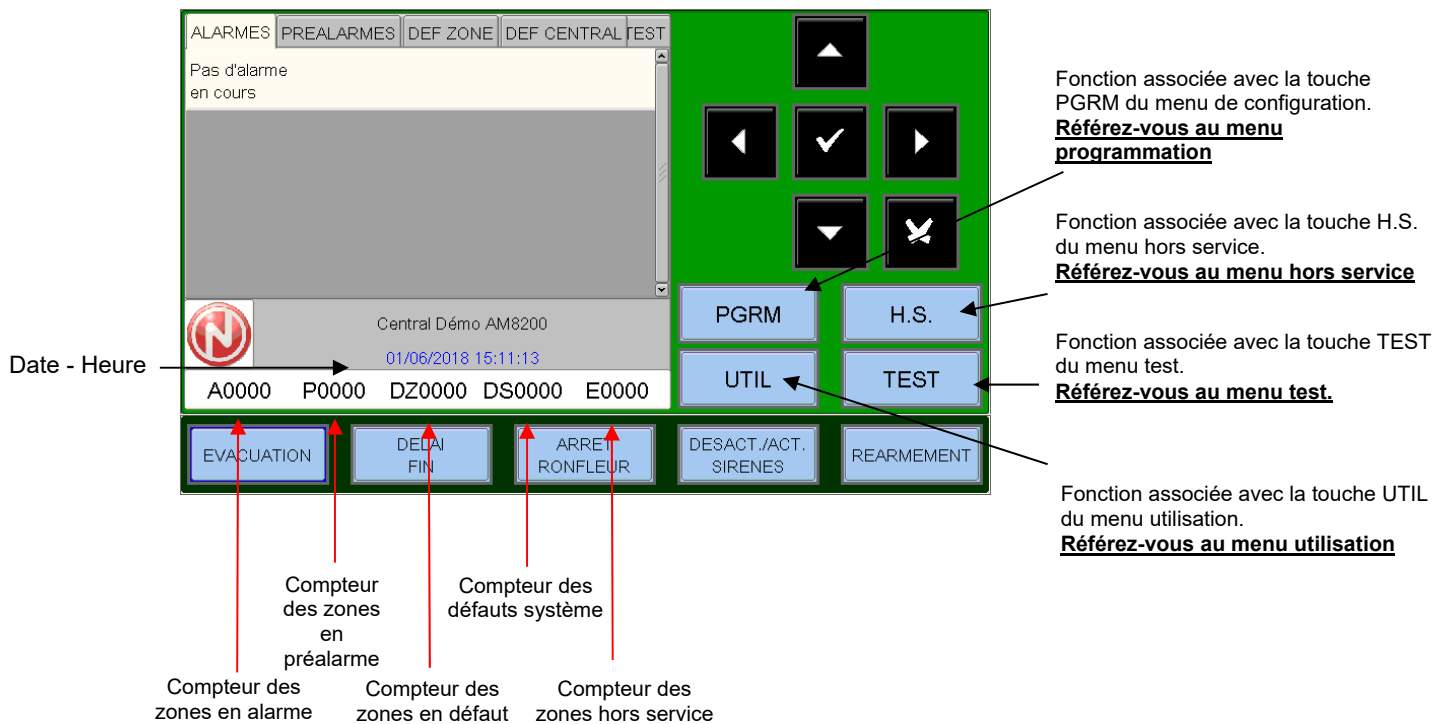 ALARMES PREALARMES DEF ZONE DEF CENTRAL TEST
Pas d'alarme
en cours
Central Démo AM8200
01/06/2018 15:11:13
A0000 P0000 DZ0000 DS0000 E0000
PGRM H.S.
UTIL TEST
EVACUATION
DELAI
FIN
ARRET
RONFLEUR
DESACT./ACT.
SIRENES
REARMEMENT
Date - Heure
Fonction associée avec la touche
PGRM du menu de configuration.
Référez-vous au menu
programmation
Fonction associée avec la touche H.S.
du menu hors service.
Référez-vous au menu hors service
Fonction associée avec la touche TEST
du menu test.
Référez-vous au menu test.
Fonction associée avec la touche UTIL
du menu utilisation.
Référez-vous au menu utilisation
Compteur
des zones
en
préalarme
Compteur des
défauts système
Compteur des
zones en alarme
Compteur des
zones en défaut
Compteur des
zones hors service